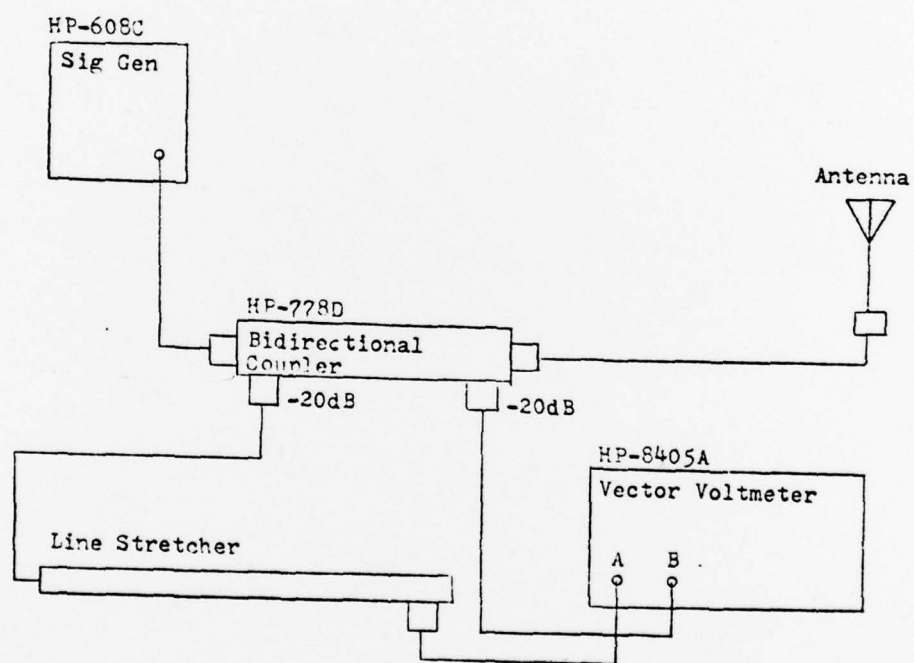 HP-608C
Sig Gen
Antenna
HP-778D
Bidirectional
Coupler
-20dB
-20dB
HP-8405A
Vector Voltmeter
Line Stretcher
A B